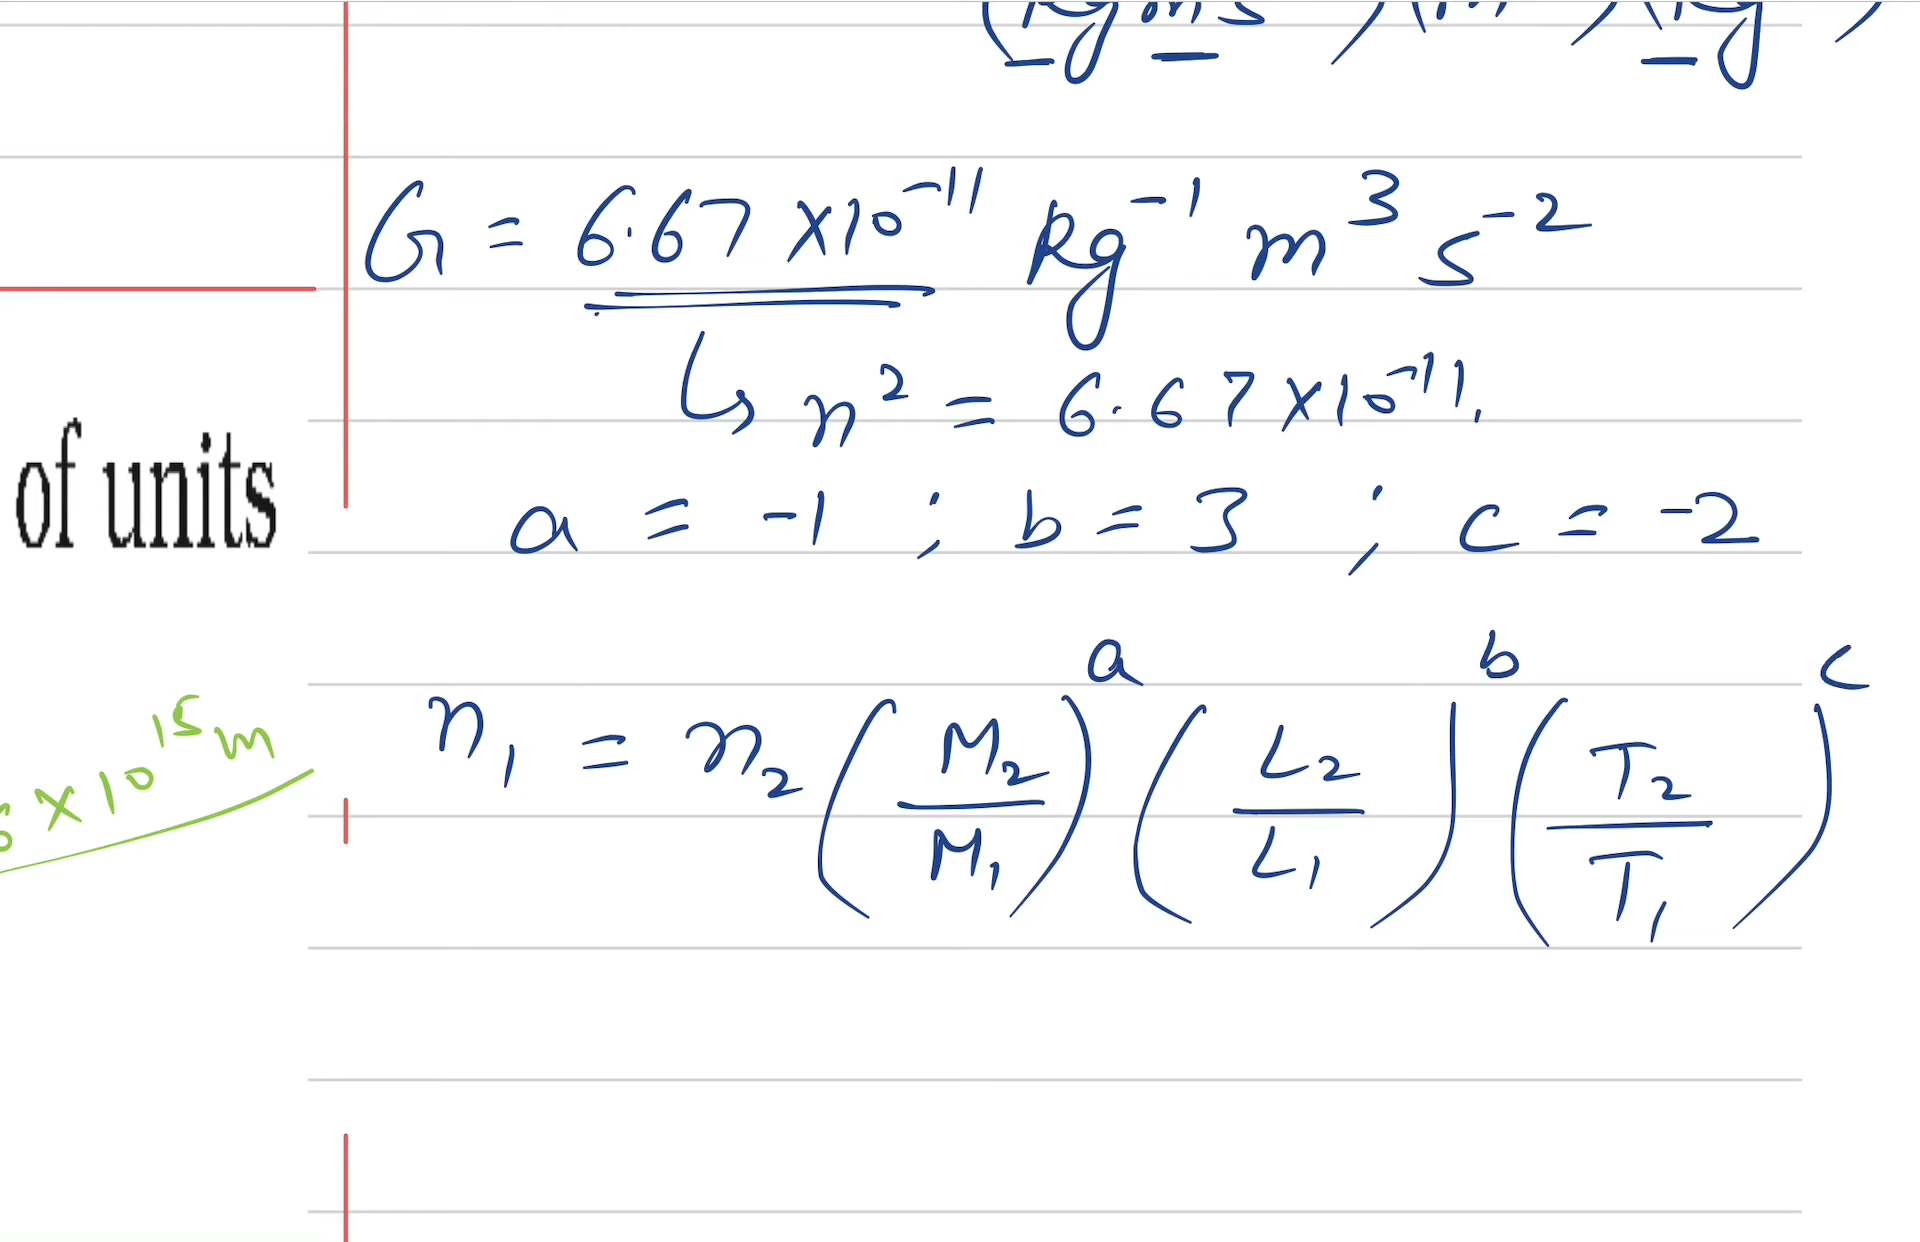 G = 6.67 × 10⁻¹¹ kg⁻¹ m³ s⁻²
↳ n² = 6.67 × 10⁻¹¹.
of units
a = -1 ; b = 3 ; c = -2
n₁ = n₂ (M₂/M₁)ᵃ (L₂/L₁)ᵇ (T₂/T₁)ᶜ
× 10¹⁵ m